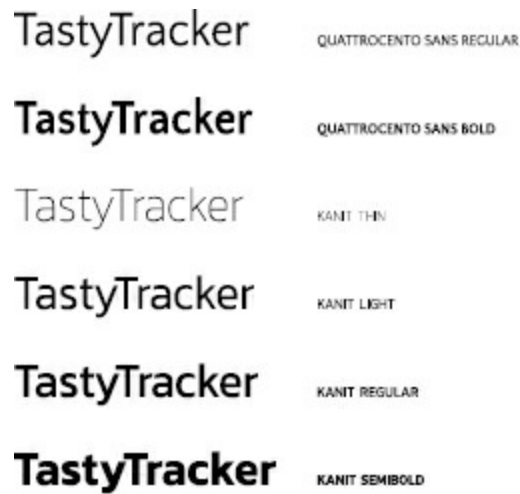 TastyTracker QUATTROCENTO SANS REGULAR
TastyTracker QUATTROCENTO SANS BOLD
TastyTracker KANIT THIN
TastyTracker KANIT LIGHT
TastyTracker KANIT REGULAR
TastyTracker KANIT SEMIBOLD